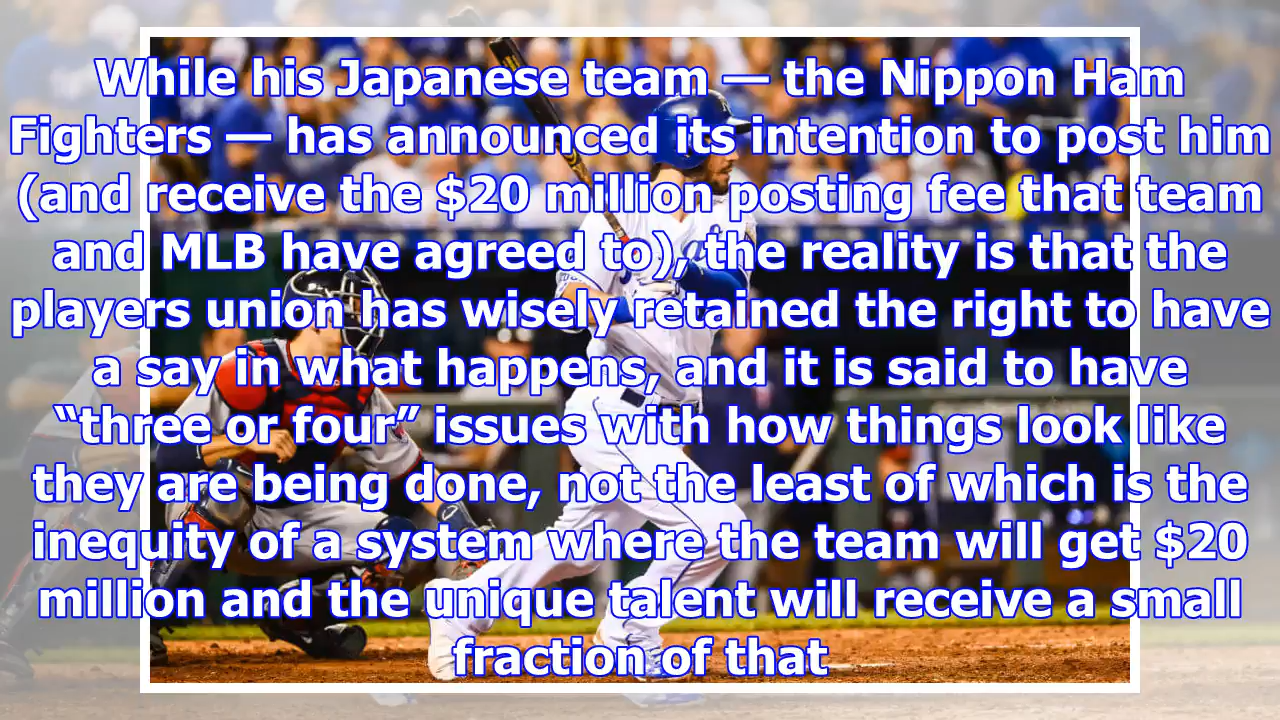 While his Japanese team — the Nippon Ham
Fighters — has announced its intention to post him
(and receive the $20 million posting fee that team
and MLB have agreed to), the reality is that the
players union has wisely retained the right to have
a say in what happens, and it is said to have
“three or four” issues with how things look like
they are being done, not the least of which is the
inequity of a system where the team will get $20
million and the unique talent will receive a small
fraction of that